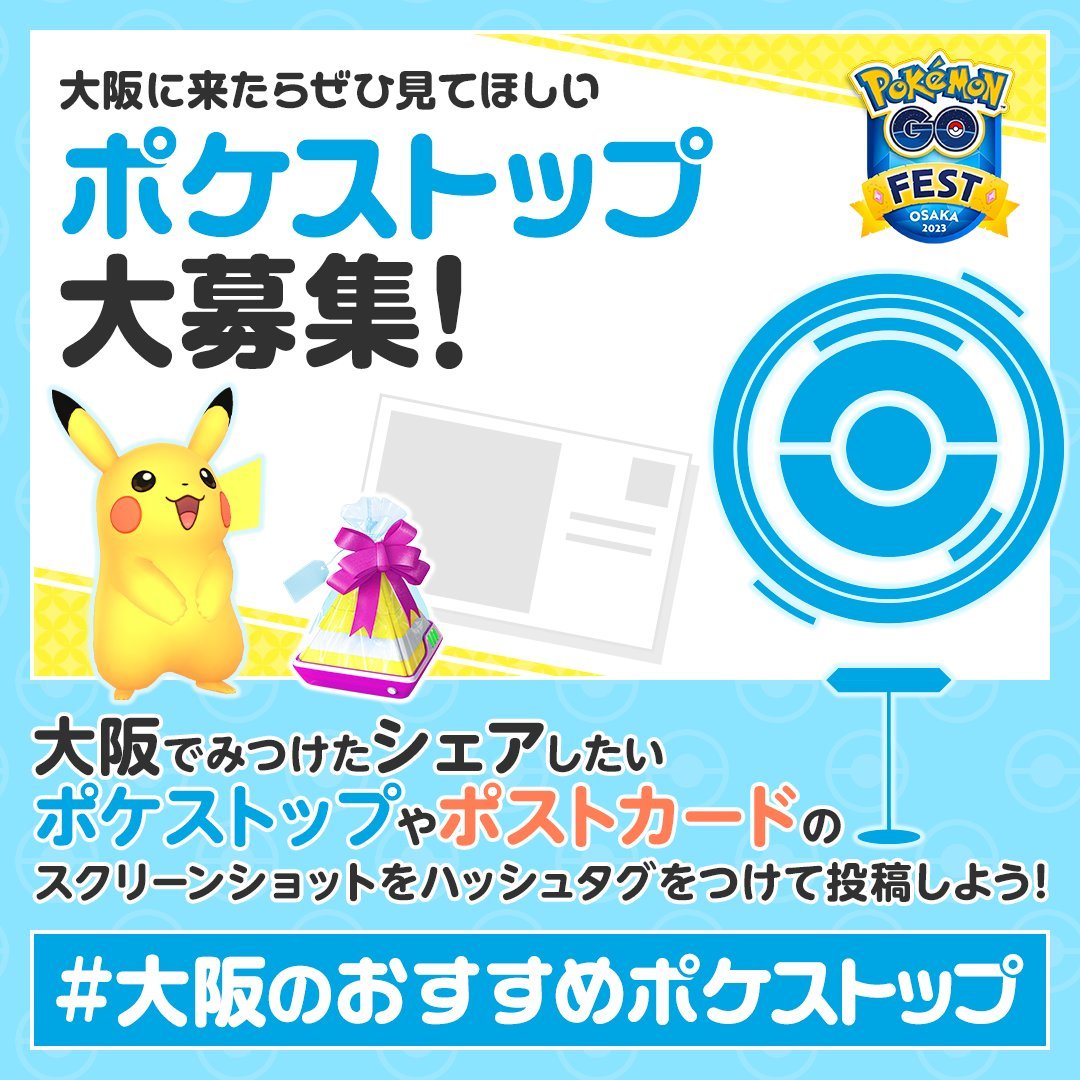 大阪に来たらぜひ見てほしい
ポケストップ
大募集！
POKÉMON
GO
FEST
OSAKA
2023
大阪でみつけたシェアしたい
ポケストップやポストカードの
スクリーンショットをハッシュタグをつけて投稿しよう！
#大阪のおすすめポケストップ